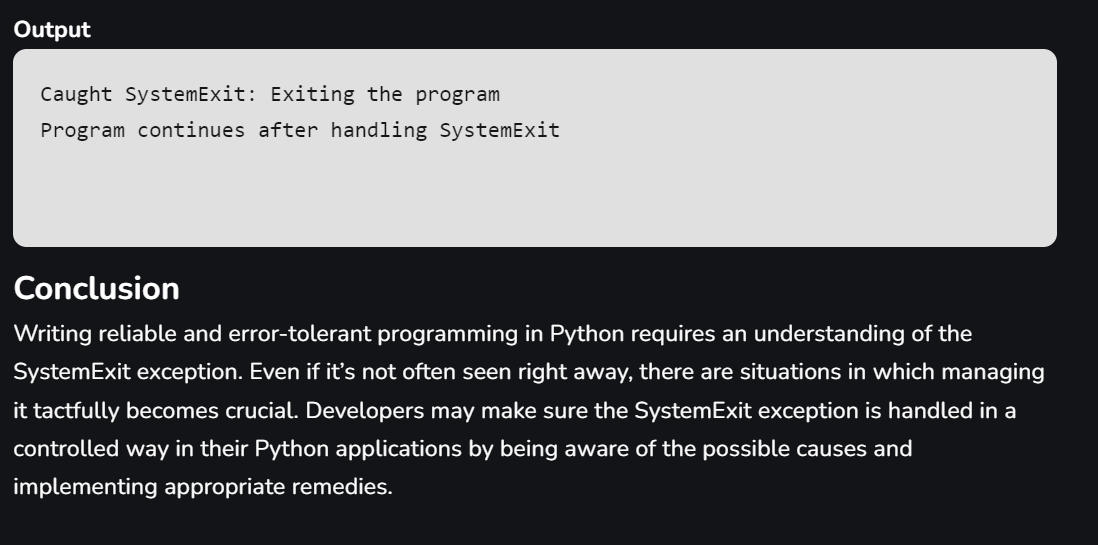 Output
Caught SystemExit: Exiting the program
Program continues after handling SystemExit
Conclusion
Writing reliable and error-tolerant programming in Python requires an understanding of the
SystemExit exception. Even if it’s not often seen right away, there are situations in which managing
it tactfully becomes crucial. Developers may make sure the SystemExit exception is handled in a
controlled way in their Python applications by being aware of the possible causes and
implementing appropriate remedies.